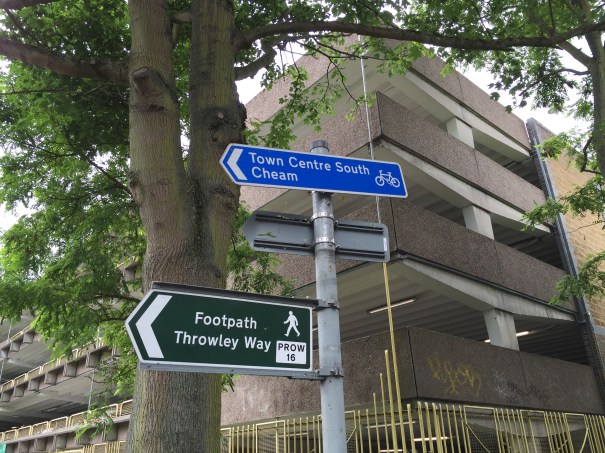 Town Centre South
Cheam
Footpath
Throwley Way
PROW
16